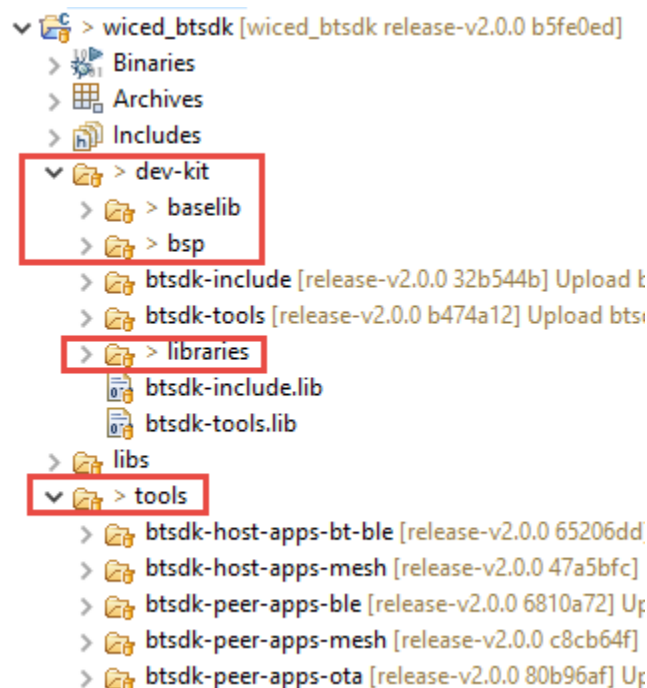 > wiced_btsdk [wiced_btsdk release-v2.0.0 b5fe0ed]
Binaries
Archives
Includes
> dev-kit
> baselib
> bsp
btsdk-include [release-v2.0.0 32b544b] Upload b
btsdk-tools [release-v2.0.0 b474a12] Upload bts
> libraries
btsdk-include.lib
btsdk-tools.lib
libs
> tools
btsdk-host-apps-bt-ble [release-v2.0.0 65206dd]
btsdk-host-apps-mesh [release-v2.0.0 47a5bfc]
btsdk-peer-apps-ble [release-v2.0.0 6810a72] Up
btsdk-peer-apps-mesh [release-v2.0.0 c8cb64f]
btsdk-peer-apps-ota [release-v2.0.0 80b96af] Up